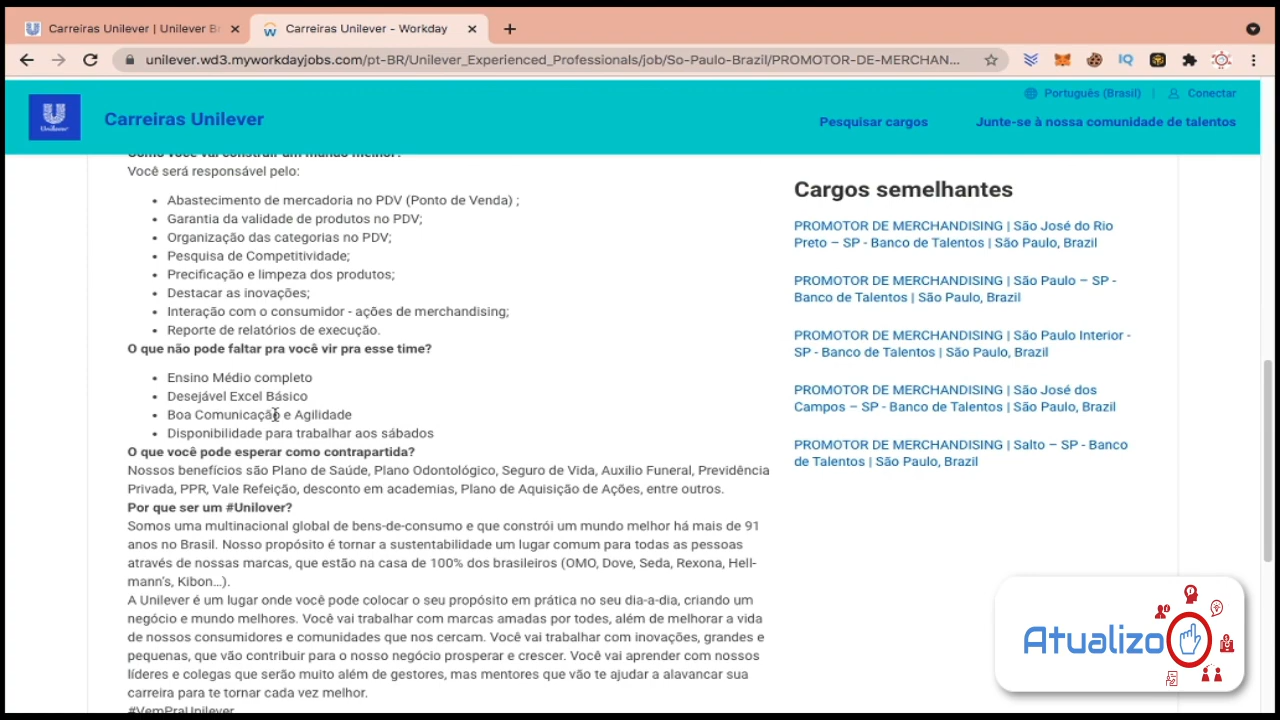 Carreiras Unilever | Unilever B
Carreiras Unilever - Workday
unilever.wd3.myworkdayjobs.com/pt-BR/Unilever_Experienced_Professionals/job/So-Paulo-Brazil/PROMOTOR-DE-MERCHAN...
IQ
Português (Brasil) | Conectar
Unilever
Carreiras Unilever
Pesquisar cargos
Junte-se à nossa comunidade de talentos
Como você vai construir um mundo melhor?
Você será responsável pelo:
• Abastecimento de mercadoria no PDV (Ponto de Venda) ;
• Garantia da validade de produtos no PDV;
• Organização das categorias no PDV;
• Pesquisa de Competitividade;
• Precificação e limpeza dos produtos;
• Destacar as inovações;
• Interação com o consumidor - ações de merchandising;
• Reporte de relatórios de execução.
O que não pode faltar pra você vir pra esse time?
• Ensino Médio completo
• Desejável Excel Básico
• Boa Comunicação e Agilidade
• Disponibilidade para trabalhar aos sábados
O que você pode esperar como contrapartida?
Nossos benefícios são Plano de Saúde, Plano Odontológico, Seguro de Vida, Auxilio Funeral, Previdência
Privada, PPR, Vale Refeição, desconto em academias, Plano de Aquisição de Ações, entre outros.
Por que ser um #Unilover?
Somos uma multinacional global de bens-de-consumo e que constrói um mundo melhor há mais de 91
anos no Brasil. Nosso propósito é tornar a sustentabilidade um lugar comum para todas as pessoas
através de nossas marcas, que estão na casa de 100% dos brasileiros (OMO, Dove, Seda, Rexona, Hell-
mann's, Kibon...).
A Unilever é um lugar onde você pode colocar o seu propósito em prática no seu dia-a-dia, criando um
negócio e mundo melhores. Você vai trabalhar com marcas amadas por todes, além de melhorar a vida
de nossos consumidores e comunidades que nos cercam. Você vai trabalhar com inovações, grandes e
pequenas, que vão contribuir para o nosso negócio prosperar e crescer. Você vai aprender com nossos
líderes e colegas que serão muito além de gestores, mas mentores que vão te ajudar a alavancar sua
carreira para te tornar cada vez melhor.
#VemPraUnilever
Cargos semelhantes
PROMOTOR DE MERCHANDISING | São José do Rio
Preto – SP - Banco de Talentos | São Paulo, Brazil
PROMOTOR DE MERCHANDISING | São Paulo – SP -
Banco de Talentos | São Paulo, Brazil
PROMOTOR DE MERCHANDISING | São Paulo Interior -
SP - Banco de Talentos | São Paulo, Brazil
PROMOTOR DE MERCHANDISING | São José dos
Campos – SP - Banco de Talentos | São Paulo, Brazil
PROMOTOR DE MERCHANDISING | Salto – SP - Banco
de Talentos | São Paulo, Brazil
Atualizo